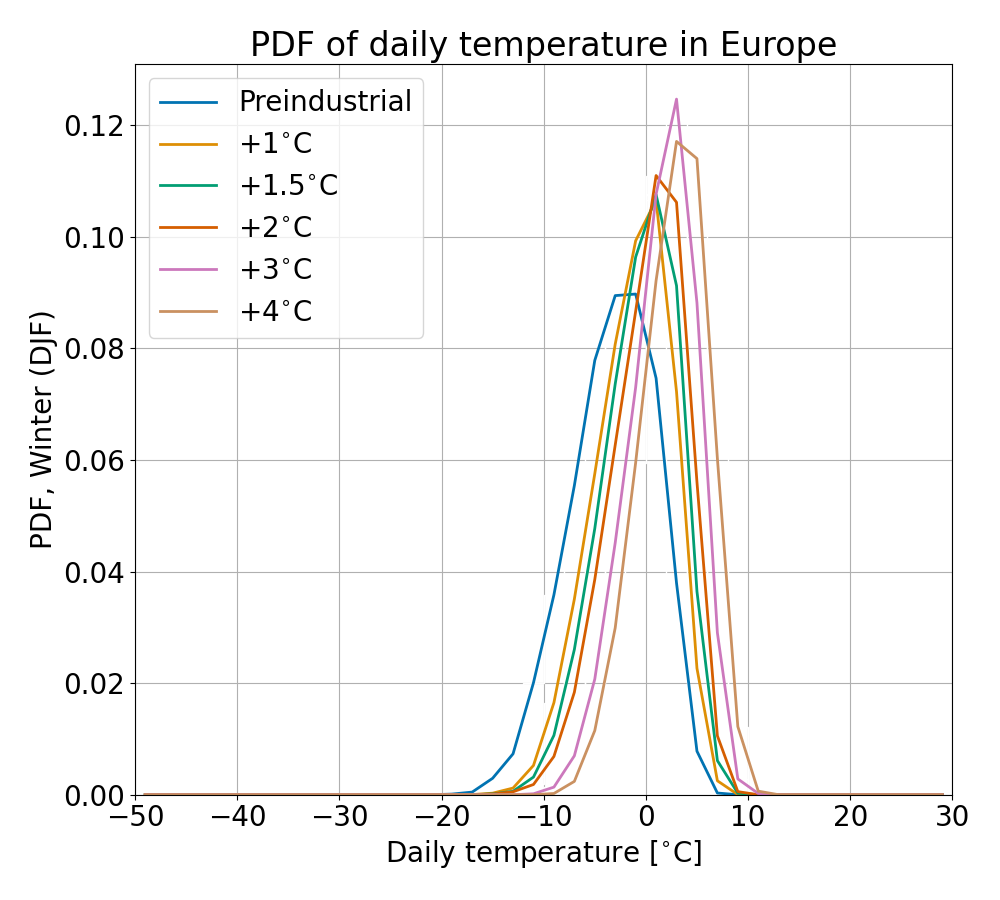 PDF of daily temperature in Europe
Preindustrial
+1°C
+1.5°C
+2°C
+3°C
+4°C
PDF, Winter (DJF)
0.12
0.10
0.08
0.06
0.04
0.02
0.00
−50 −40 −30 −20 −10 0 10 20 30
Daily temperature [°C]